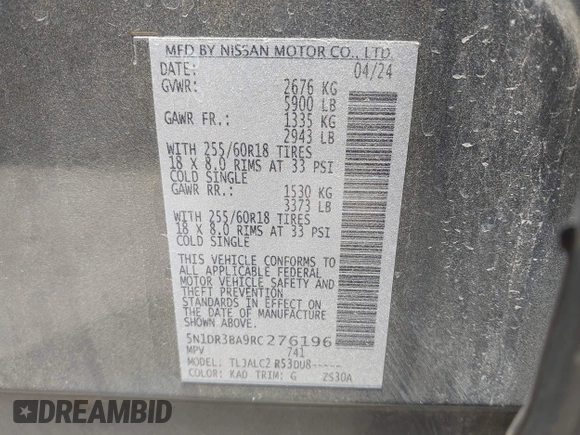 MFD BY NISSAN MOTOR CO., LTD
DATE: 04/24
GVWR: 2676 KG
5900 LB
GAWR FR.: 1335 KG
2943 LB
WITH 255/60R18 TIRES
18 X 8.0 RIMS AT 33 PSI
COLD SINGLE
GAWR RR.: 1530 KG
3373 LB
WITH 255/60R18 TIRES
18 X 8.0 RIMS AT 33 PSI
COLD SINGLE
THIS VEHICLE CONFORMS TO
ALL APPLICABLE FEDERAL
MOTOR VEHICLE SAFETY AND
THEFT PREVENTION
STANDARDS IN EFFECT ON
THE DATE OF MANUFACTURE
SHOWN ABOVE.
5N1DR3BA9RC276196
MPV 741
MODEL: TLJALCZ R53DU8-----
COLOR: KAD TRIM: G 2S30A
DREAMBID